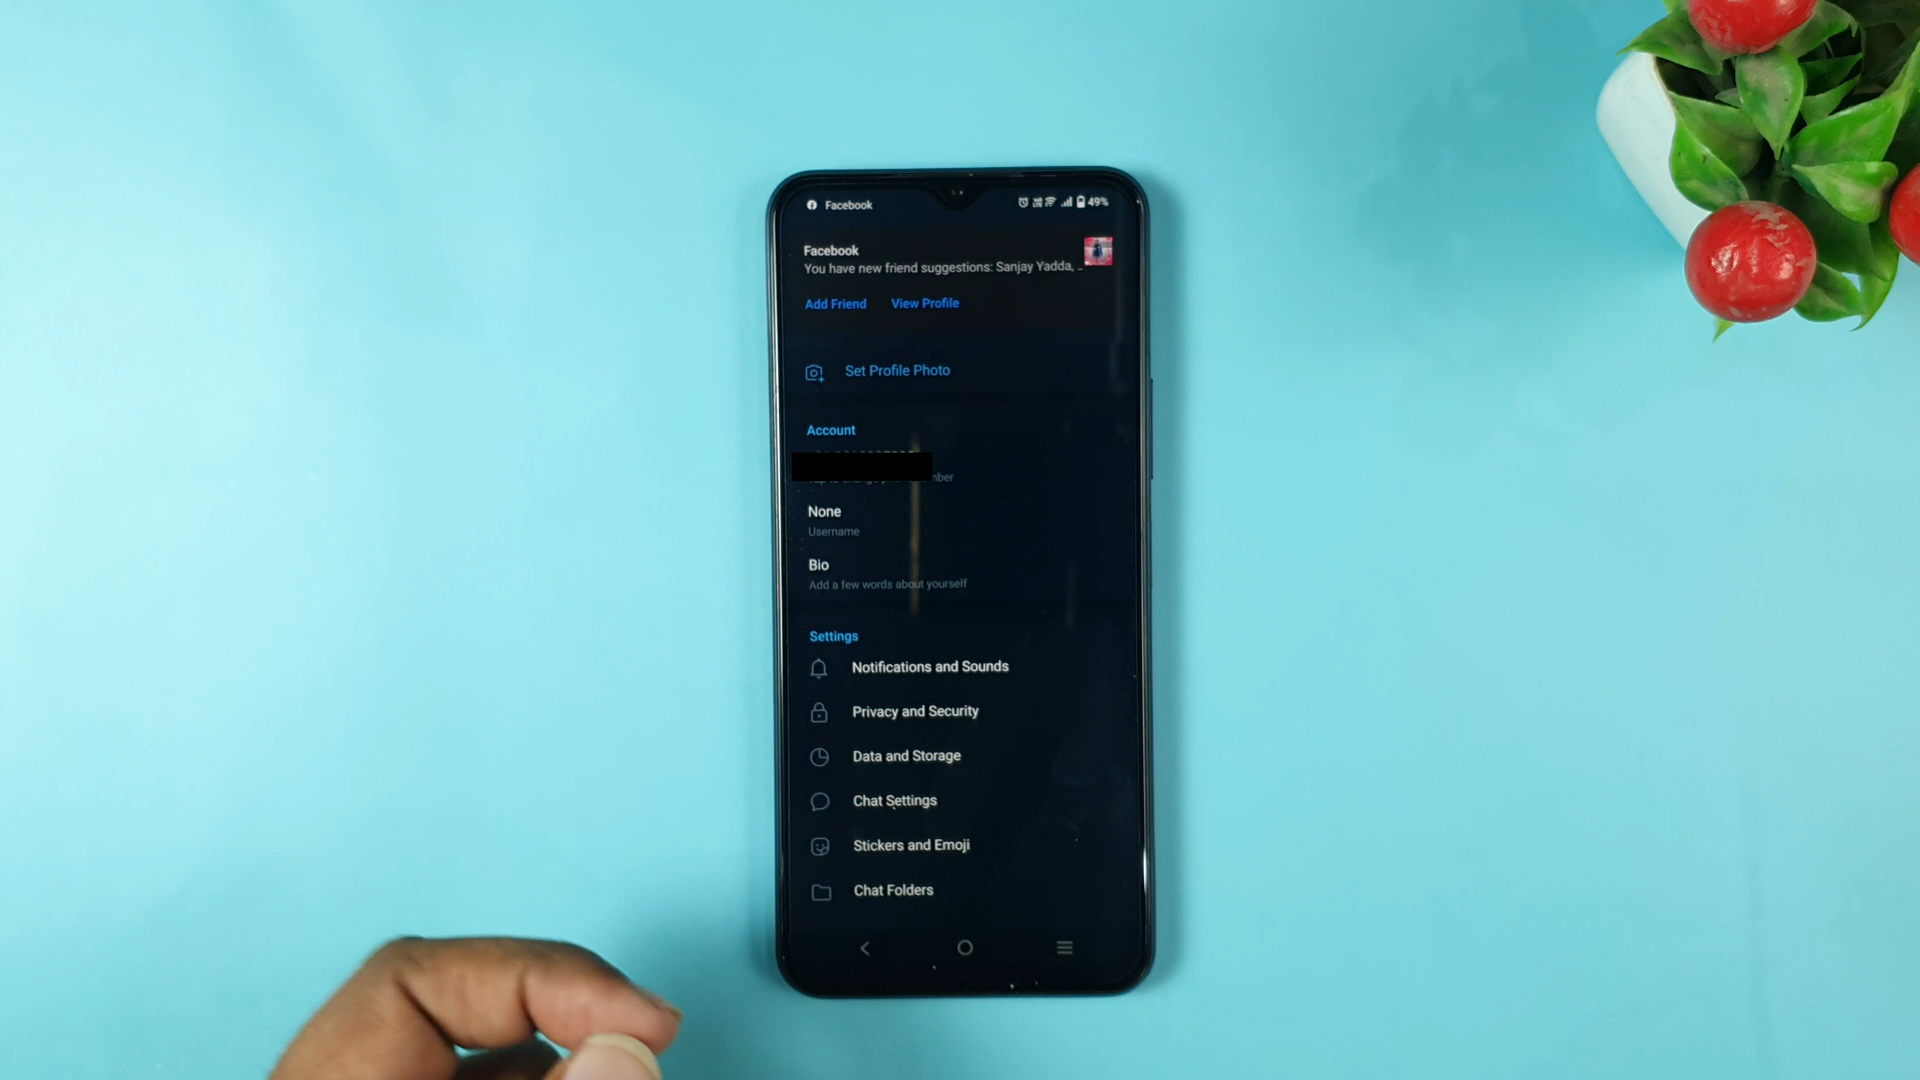 Facebook
49%
Facebook
You have new friend suggestions: Sanjay Yadda, ..
Add Friend View Profile
Set Profile Photo
Account
None
Username
Bio
Add a few words about yourself
Settings
Notifications and Sounds
Privacy and Security
Data and Storage
Chat Settings
Stickers and Emoji
Chat Folders